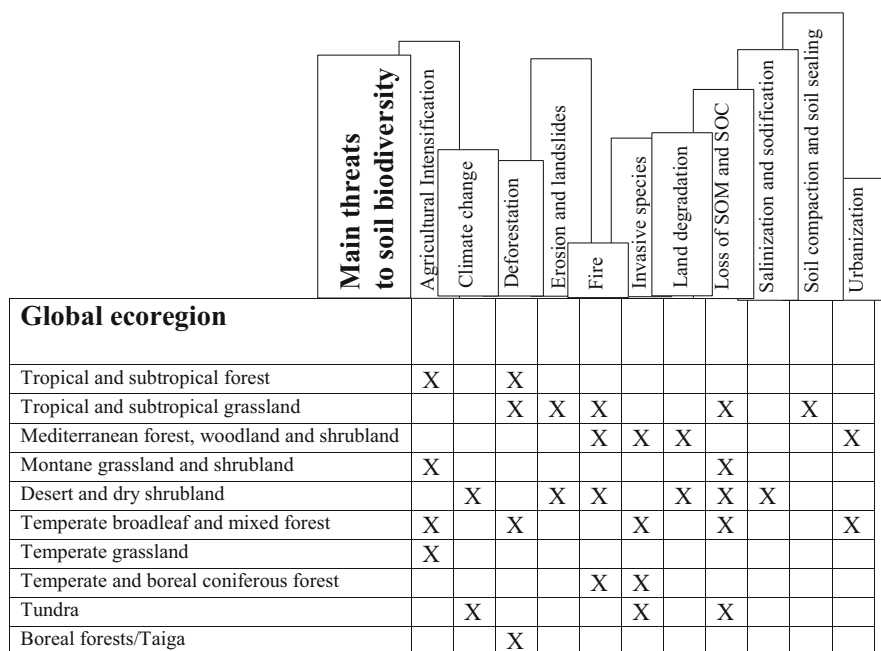 Main threats
to soil biodiversity
Agricultural Intensification
Climate change
Deforestation
Erosion and landslides
Fire
Invasive species
Land degradation
Loss of SOM and SOC
Salinization and sodification
Soil compaction and soil sealing
Urbanization
Global ecoregion
Tropical and subtropical forest X X
Tropical and subtropical grassland X X X X X
Mediterranean forest, woodland and shrubland X X X X
Montane grassland and shrubland X X
Desert and dry shrubland X X X X X X
Temperate broadleaf and mixed forest X X X X X
Temperate grassland X
Temperate and boreal coniferous forest X X
Tundra X X X
Boreal forests/Taiga X